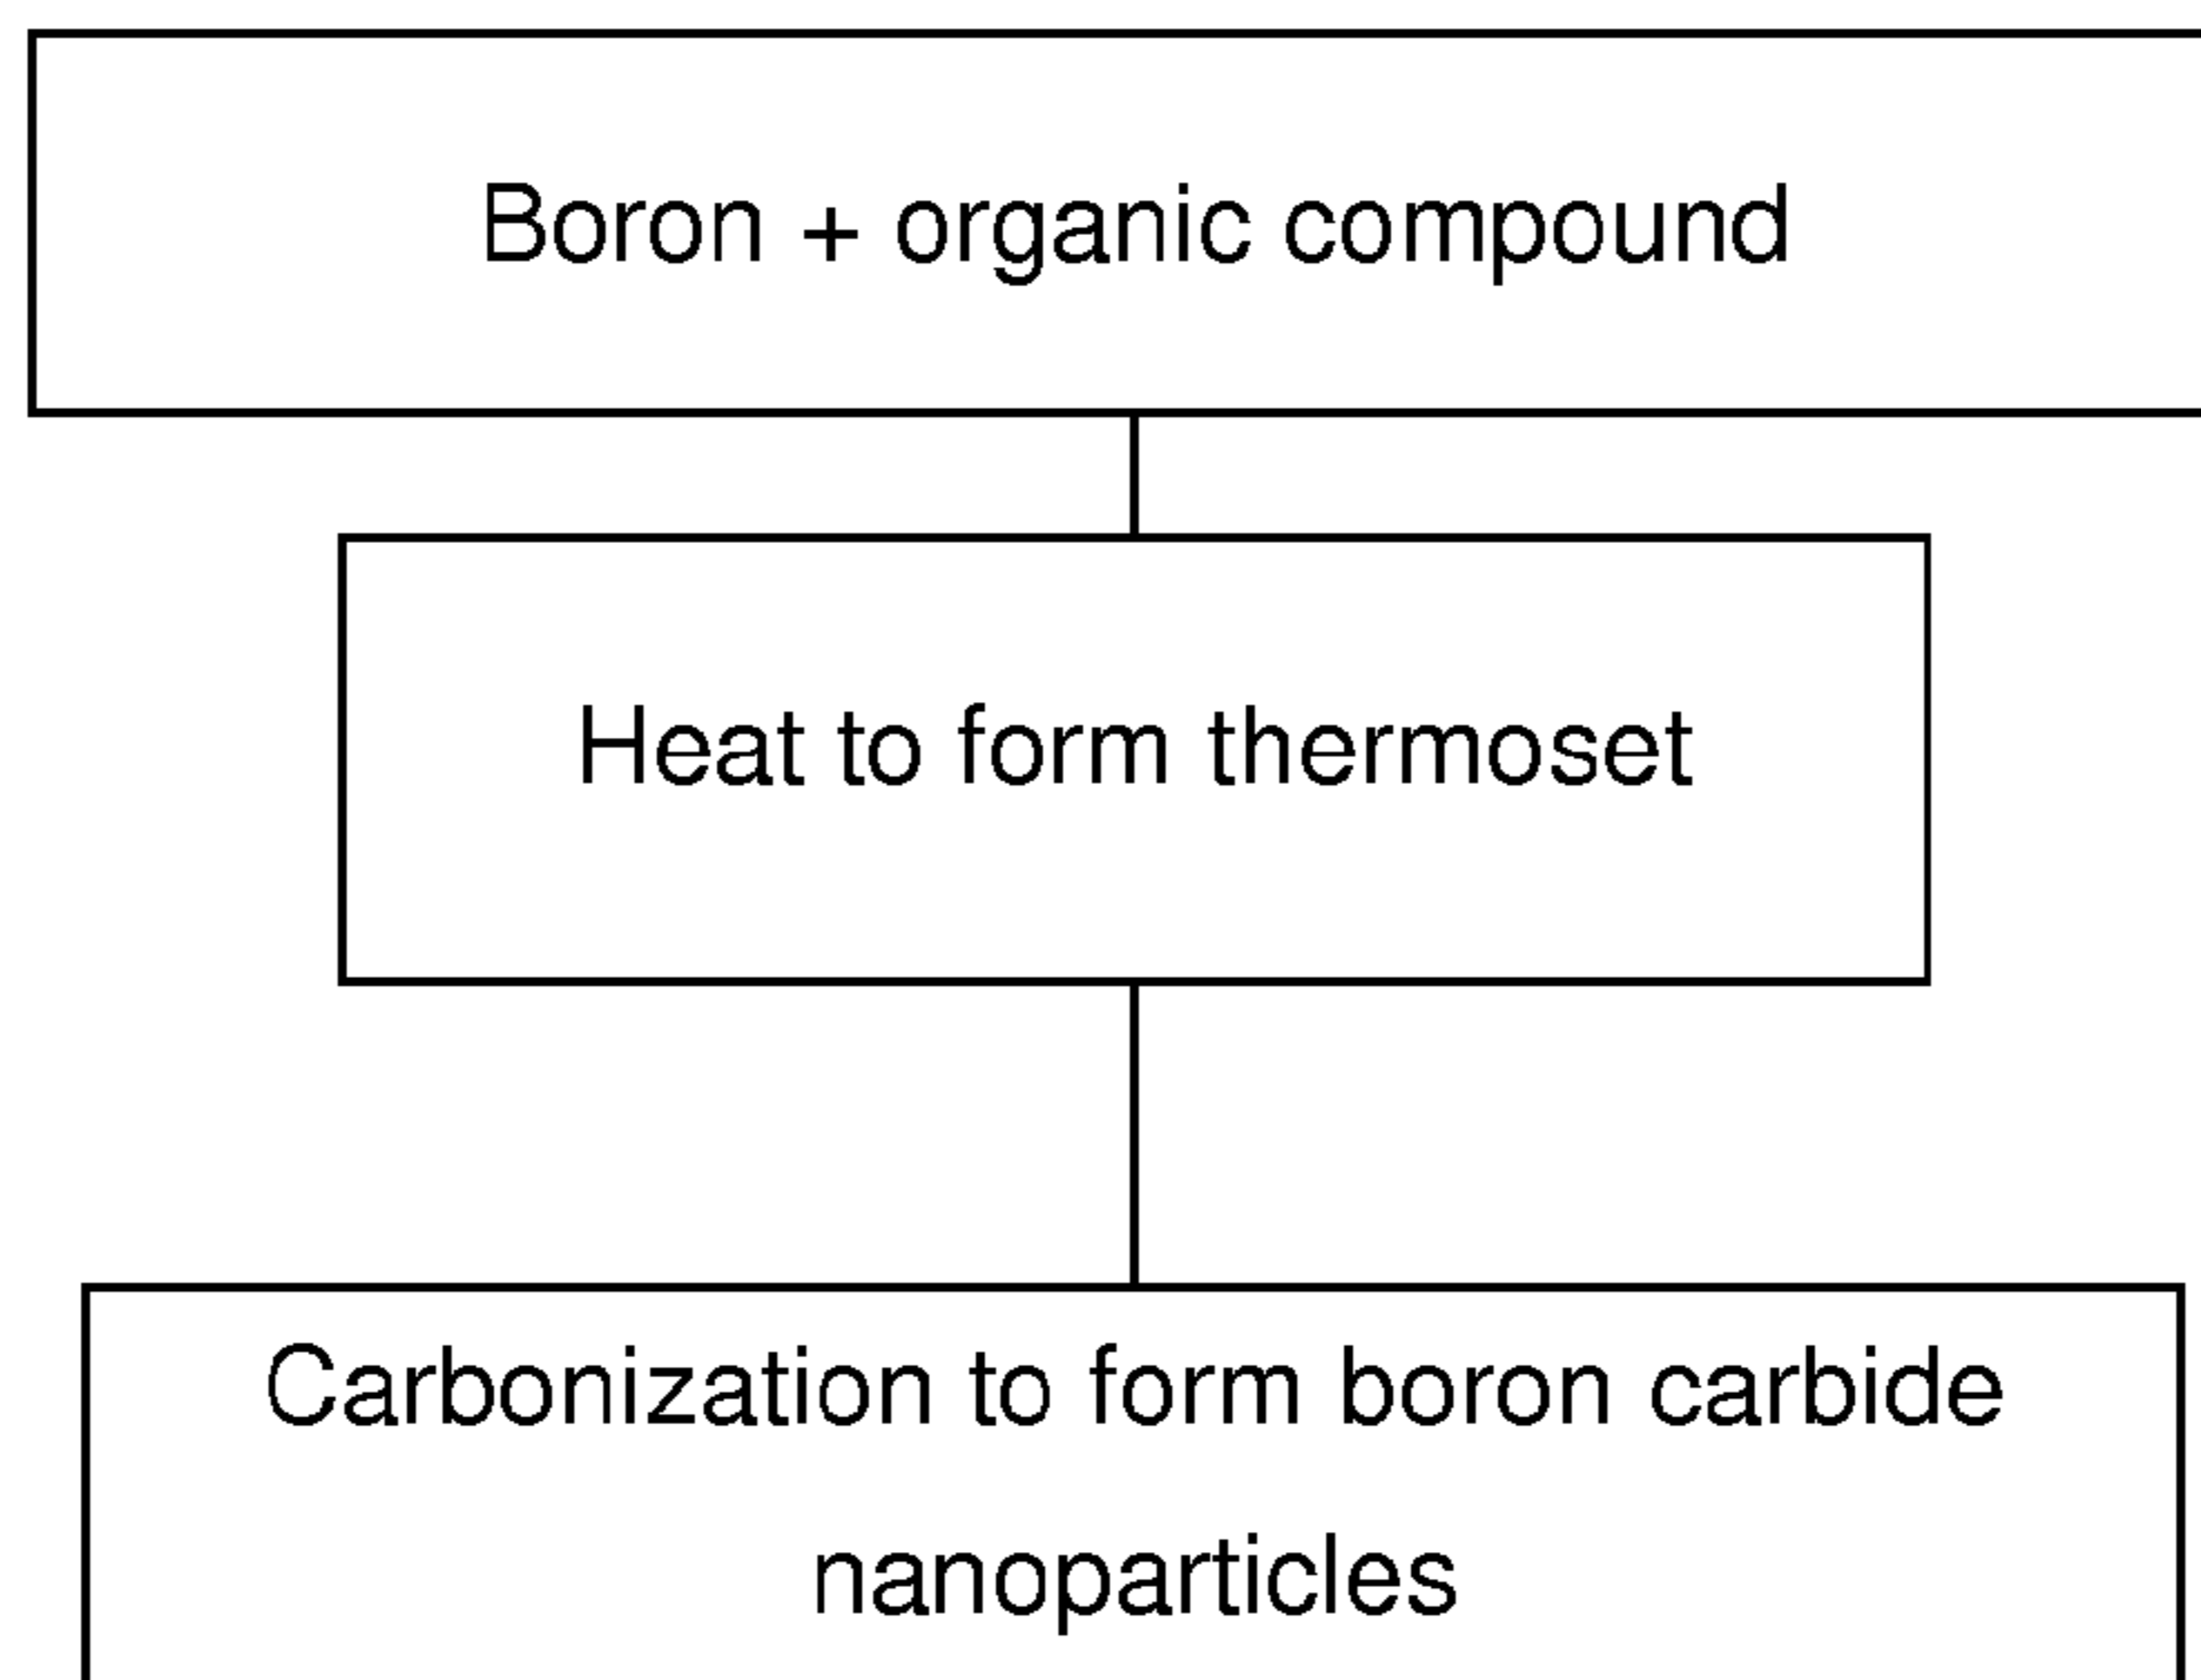 Boron + organic compound
Heat to form thermoset
Carbonization to form boron carbide
nanoparticles